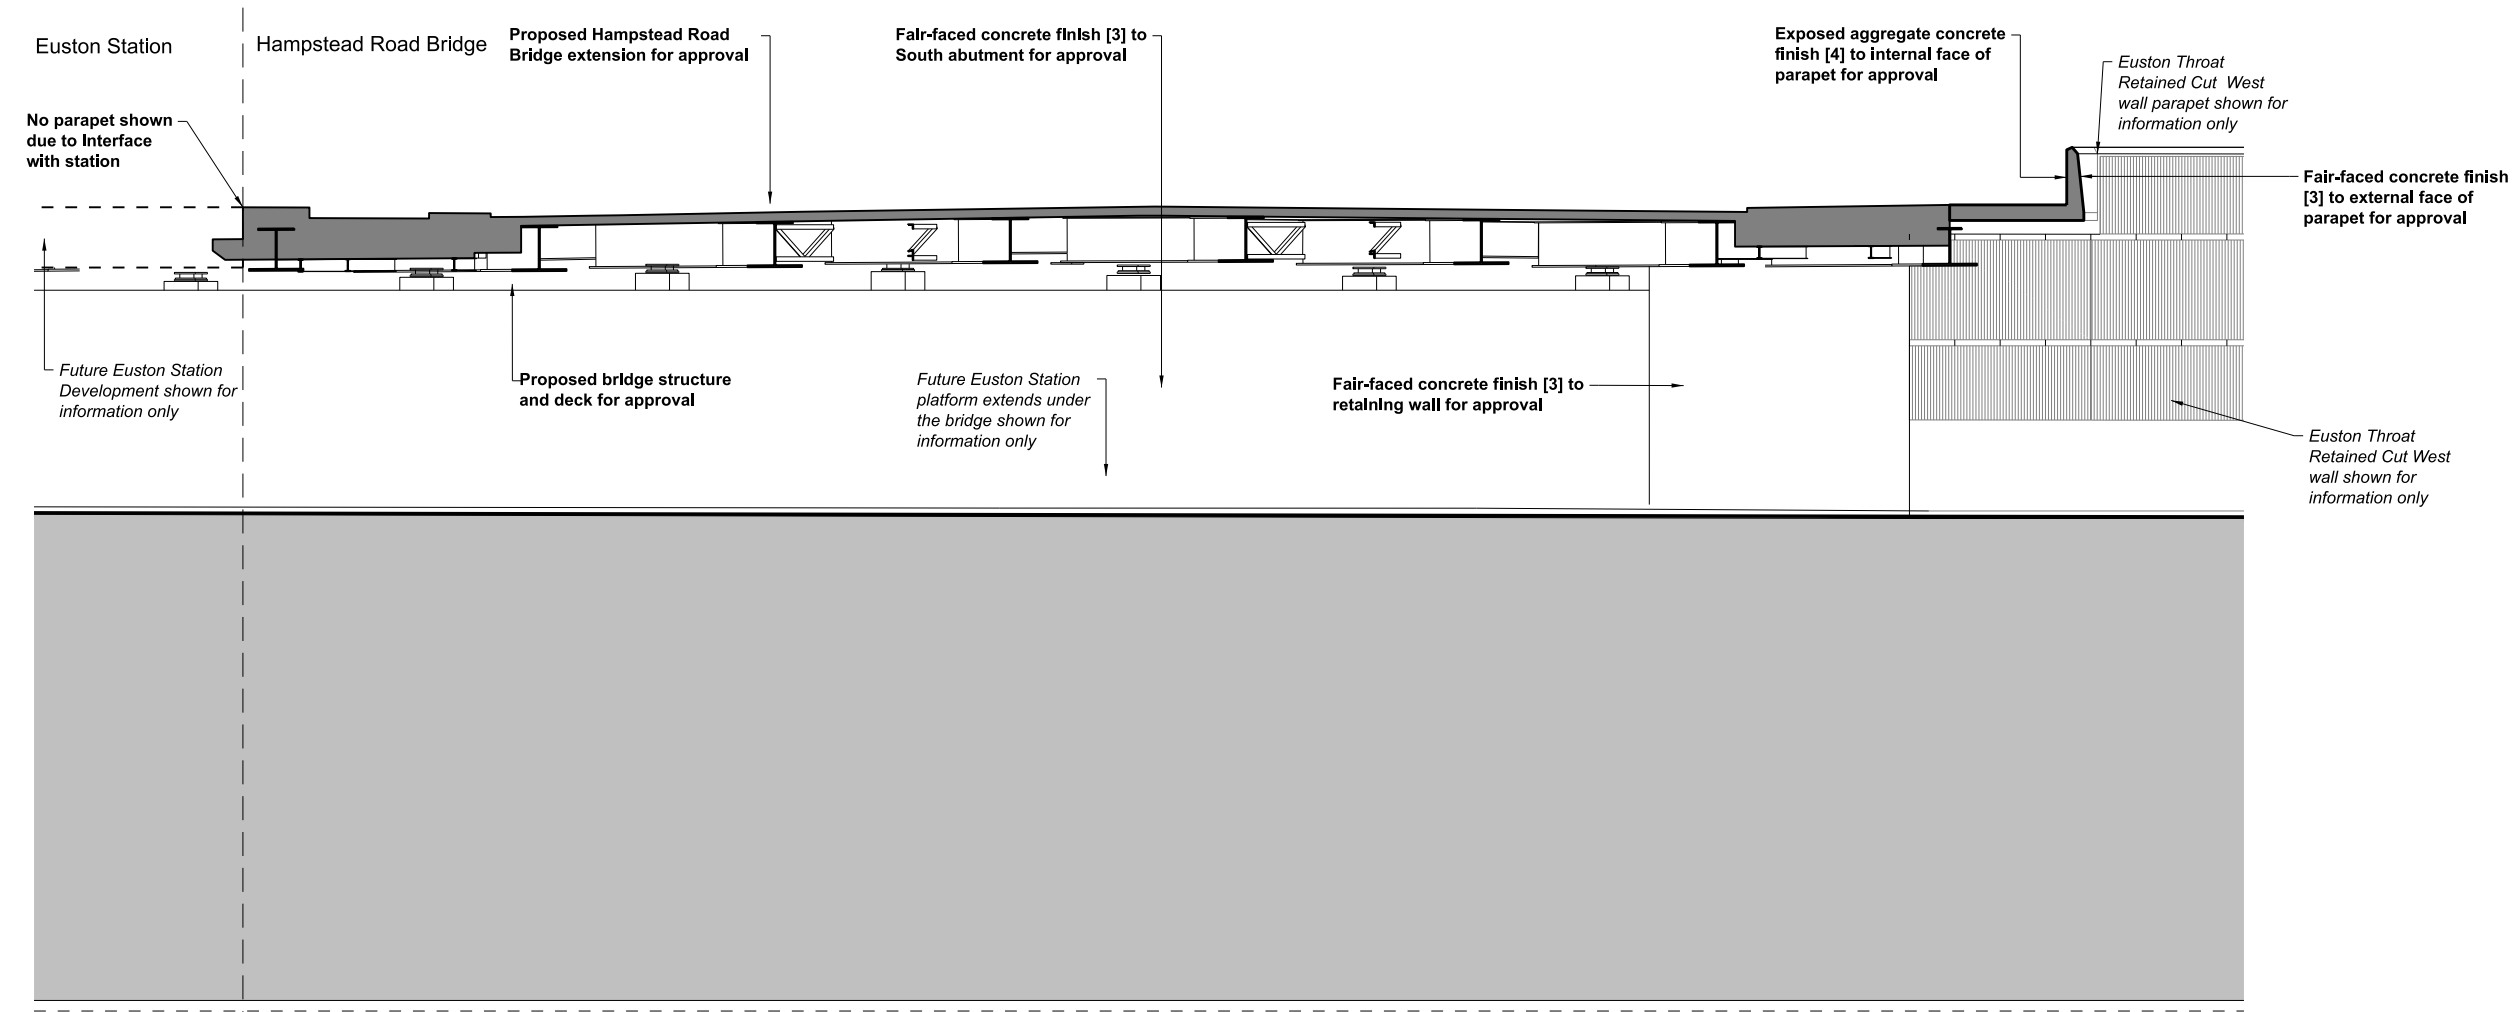 Euston Station
Hampstead Road Bridge
Proposed Hampstead Road
Bridge extension for approval
Fair-faced concrete finish [3] to
South abutment for approval
Exposed aggregate concrete
finish [4] to internal face of
parapet for approval
Euston Throat
Retained Cut West
wall parapet shown for
information only
No parapet shown
due to Interface
with station
Fair-faced concrete finish
[3] to external face of
parapet for approval
Future Euston Station
Development shown for
information only
Proposed bridge structure
and deck for approval
Future Euston Station
platform extends under
the bridge shown for
information only
Fair-faced concrete finish [3] to
retaining wall for approval
Euston Throat
Retained Cut West
wall shown for
information only